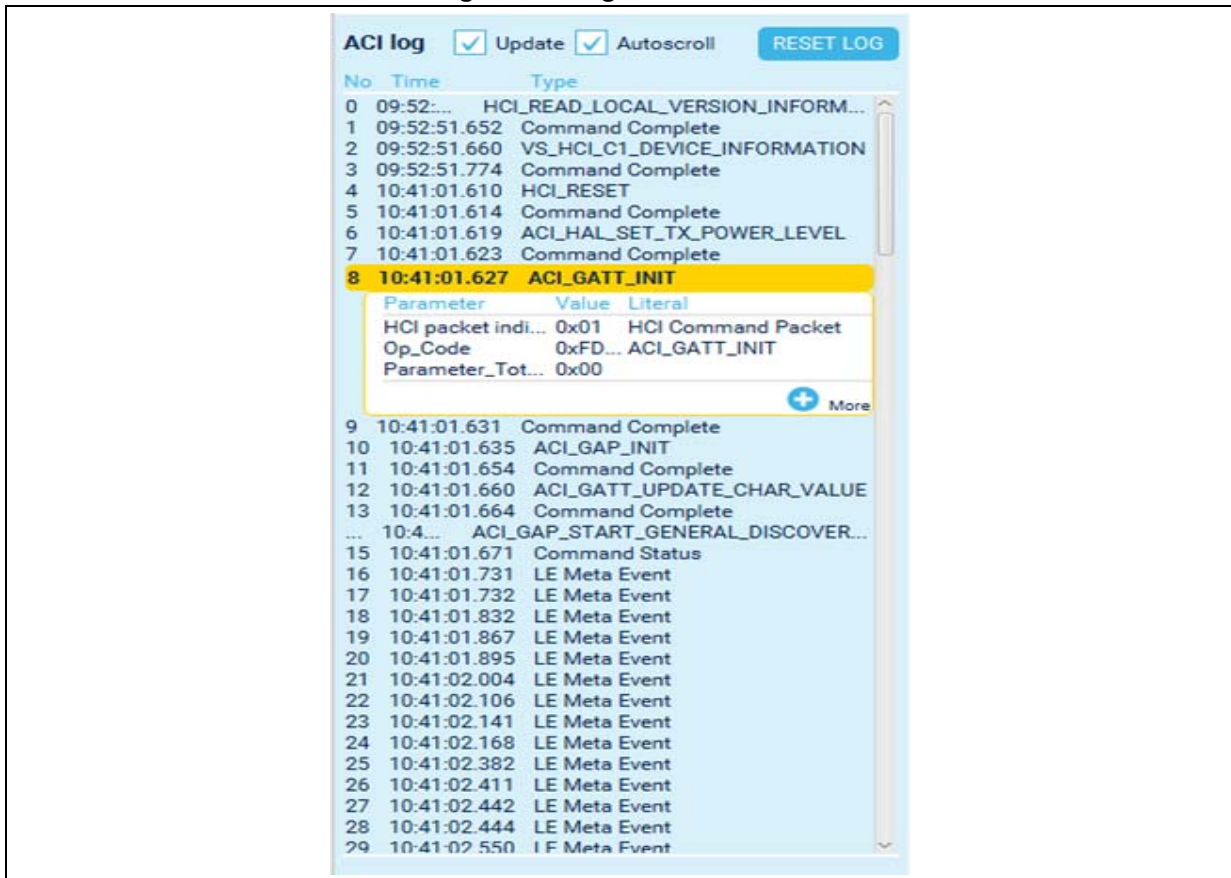 ACI log Update Autoscroll RESET LOG
No Time Type
0 09:52:... HCI_READ_LOCAL_VERSION_INFORM...
1 09:52:51.652 Command Complete
2 09:52:51.660 VS_HCI_C1_DEVICE_INFORMATION
3 09:52:51.774 Command Complete
4 10:41:01.610 HCI_RESET
5 10:41:01.614 Command Complete
6 10:41:01.619 ACI_HAL_SET_TX_POWER_LEVEL
7 10:41:01.623 Command Complete
8 10:41:01.627 ACI_GATT_INIT
Parameter Value Literal
HCI packet indi... 0x01 HCI Command Packet
Op_Code 0xFD... ACI_GATT_INIT
Parameter_Tot... 0x00
More
9 10:41:01.631 Command Complete
10 10:41:01.635 ACI_GAP_INIT
11 10:41:01.654 Command Complete
12 10:41:01.660 ACI_GATT_UPDATE_CHAR_VALUE
13 10:41:01.664 Command Complete
... 10:4... ACI_GAP_START_GENERAL_DISCOVER...
15 10:41:01.671 Command Status
16 10:41:01.731 LE Meta Event
17 10:41:01.732 LE Meta Event
18 10:41:01.832 LE Meta Event
19 10:41:01.867 LE Meta Event
20 10:41:01.895 LE Meta Event
21 10:41:02.004 LE Meta Event
22 10:41:02.106 LE Meta Event
23 10:41:02.141 LE Meta Event
24 10:41:02.168 LE Meta Event
25 10:41:02.382 LE Meta Event
26 10:41:02.411 LE Meta Event
27 10:41:02.442 LE Meta Event
28 10:41:02.444 LE Meta Event
29 10:41:02.550 LE Meta Event